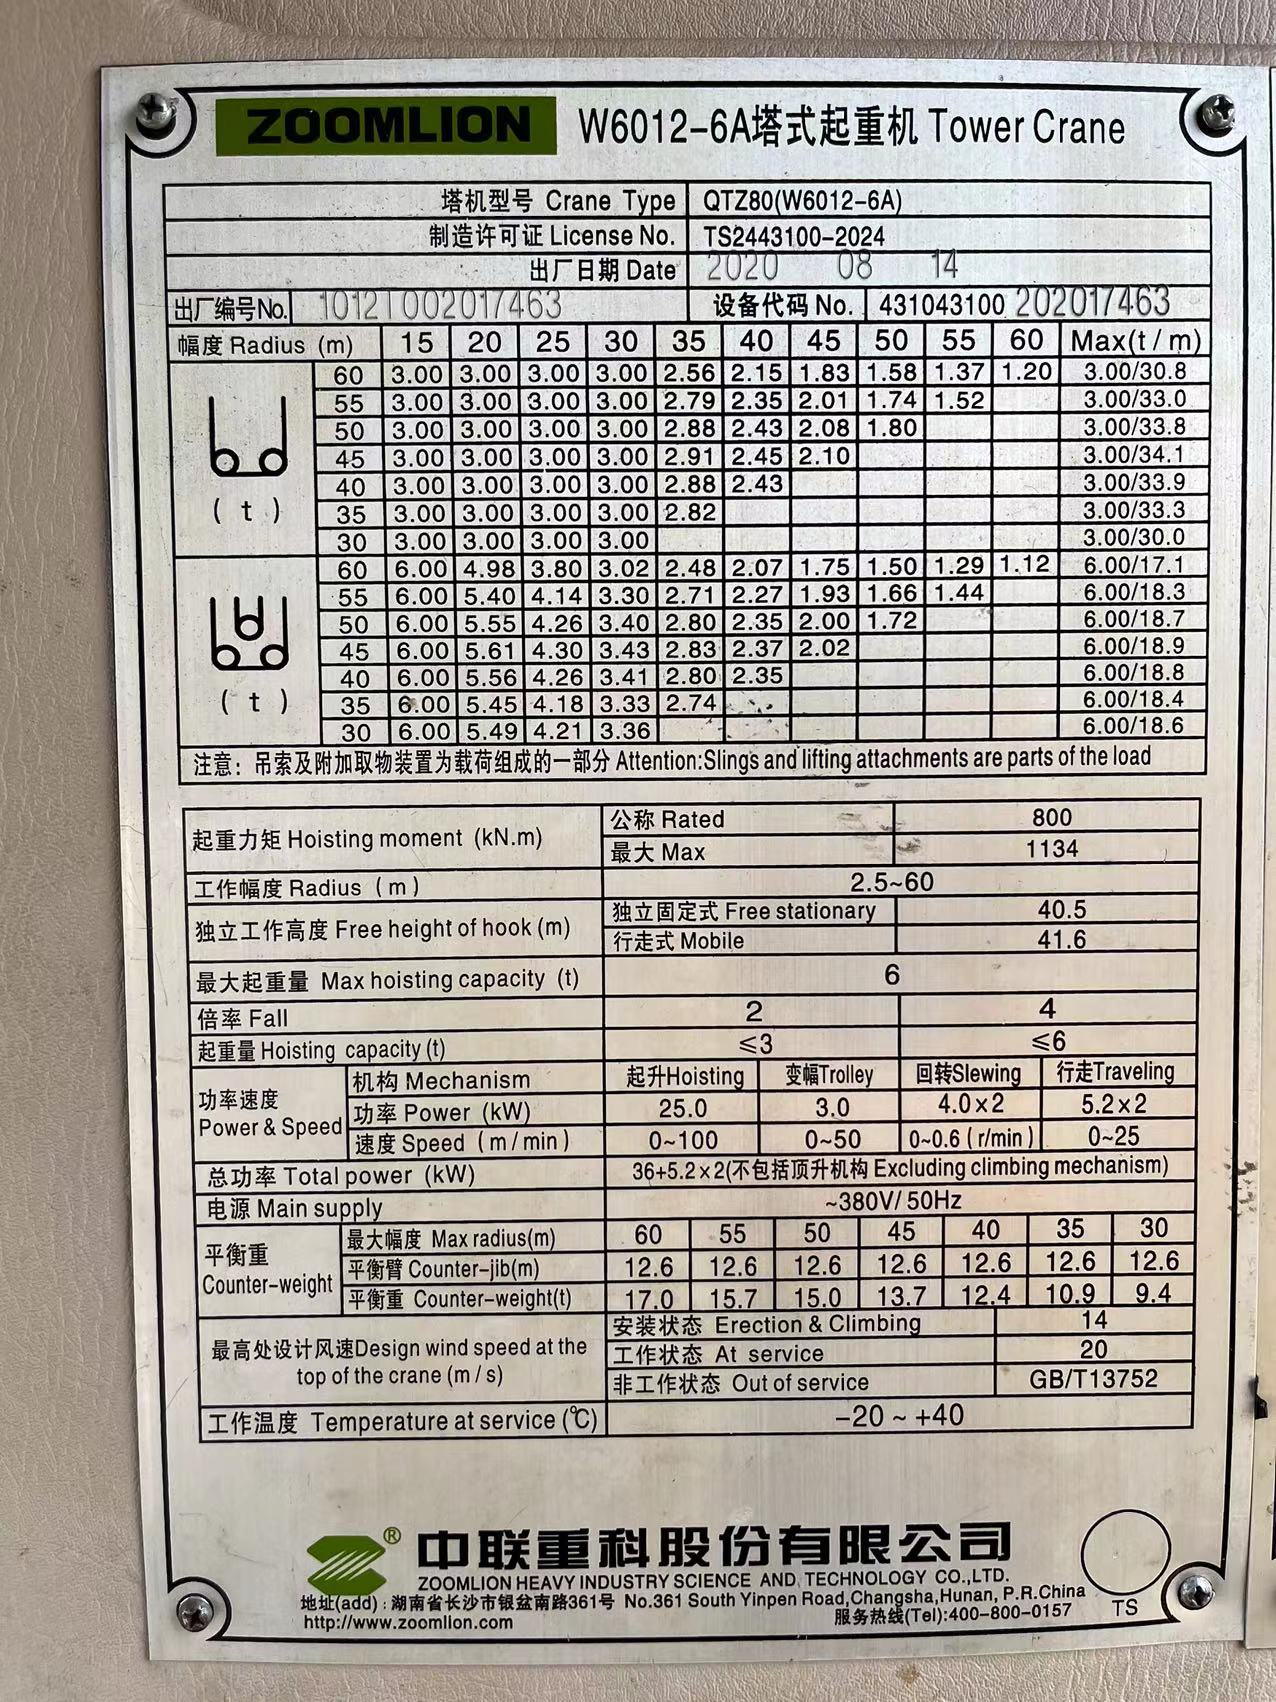 ZOOMLION W6012-6A塔式起重机 Tower Crane
塔机型号 Crane Type QTZ80(W6012-6A)
制造许可证 License No. TS2443100-2024
出厂日期 Date 2020 08 14
出厂编号No. 1012T002017463 设备代码 No. 431043100 202017463
幅度 Radius (m) 15 20 25 30 35 40 45 50 55 60 Max(t / m)
60 3.00 3.00 3.00 3.00 2.56 2.15 1.83 1.58 1.37 1.20 3.00/30.8
55 3.00 3.00 3.00 3.00 2.79 2.35 2.01 1.74 1.52 3.00/33.0
50 3.00 3.00 3.00 3.00 2.88 2.43 2.08 1.80 3.00/33.8
45 3.00 3.00 3.00 3.00 2.91 2.45 2.10 3.00/34.1
40 3.00 3.00 3.00 3.00 2.88 2.43 3.00/33.9
( t ) 35 3.00 3.00 3.00 3.00 2.82 3.00/33.3
30 3.00 3.00 3.00 3.00 3.00/30.0
60 6.00 4.98 3.80 3.02 2.48 2.07 1.75 1.50 1.29 1.12 6.00/17.1
55 6.00 5.40 4.14 3.30 2.71 2.27 1.93 1.66 1.44 6.00/18.3
50 6.00 5.55 4.26 3.40 2.80 2.35 2.00 1.72 6.00/18.7
45 6.00 5.61 4.30 3.43 2.83 2.37 2.02 6.00/18.9
40 6.00 5.56 4.26 3.41 2.80 2.35 6.00/18.8
( t ) 35 6.00 5.45 4.18 3.33 2.74 6.00/18.4
30 6.00 5.49 4.21 3.36 6.00/18.6
注意: 吊索及附加取物装置为载荷组成的一部分 Attention:Slings and lifting attachments are parts of the load
起重力矩 Hoisting moment (kN.m) 公称 Rated 800
最大 Max 1134
工作幅度 Radius (m) 2.5~60
独立工作高度 Free height of hook (m) 独立固定式 Free stationary 40.5
行走式 Mobile 41.6
最大起重量 Max hoisting capacity (t) 6
倍率 Fall 2 4
起重量 Hoisting capacity (t) ≤3 ≤6
功率速度 Power & Speed 机构 Mechanism 起升Hoisting 变幅Trolley 回转Slewing 行走Traveling
功率 Power (kW) 25.0 3.0 4.0×2 5.2×2
速度 Speed (m/min) 0~100 0~50 0~0.6 (r/min) 0~25
总功率 Total power (kW) 36+5.2×2(不包括顶升机构 Excluding climbing mechanism)
电源 Main supply ~380V/ 50Hz
平衡重 Counter-weight 最大幅度 Max radius(m) 60 55 50 45 40 35 30
平衡臂 Counter-jib(m) 12.6 12.6 12.6 12.6 12.6 12.6 12.6
平衡重 Counter-weight(t) 17.0 15.7 15.0 13.7 12.4 10.9 9.4
最高处设计风速Design wind speed at the top of the crane (m / s) 安装状态 Erection & Climbing 14
工作状态 At service 20
非工作状态 Out of service GB/T13752
工作温度 Temperature at service (℃) -20 ~ +40
® 中联重科股份有限公司
ZOOMLION HEAVY INDUSTRY SCIENCE AND TECHNOLOGY CO.,LTD.
地址(add) : 湖南省长沙市银盆南路361号 No.361 South Yinpen Road,Changsha,Hunan, P.R.China
http://www.zoomlion.com 服务热线(Tel):400-800-0157
TS